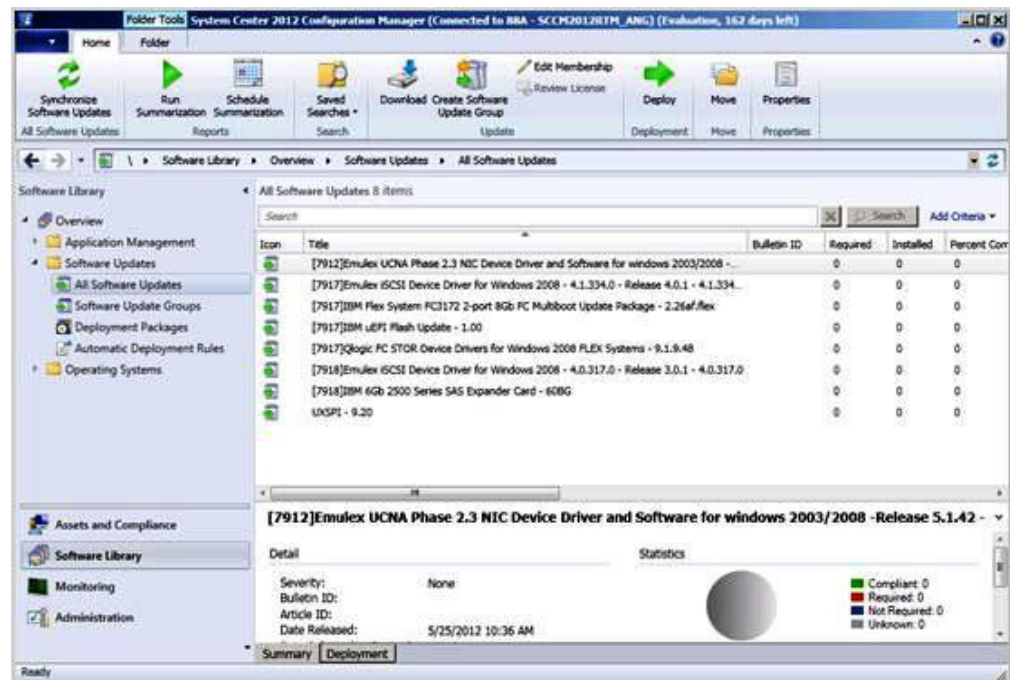 Folder Tools System Center 2012 Configuration Manager (Connected to BBA - SCCM2012RTM_ANG) (Evaluation, 162 days left)
Home Folder
Synchronize Software Updates
Run Summarization
Schedule Summarization
Saved Searches
Download
Create Software Update Group
Edit Membership
Review License
Deploy
Move
Properties
All Software Updates Reports Search Update Deployment Move Properties
\ Software Library Overview Software Updates All Software Updates
Software Library
Overview
Application Management
Software Updates
All Software Updates
Software Update Groups
Deployment Packages
Automatic Deployment Rules
Operating Systems
Assets and Compliance
Software Library
Monitoring
Administration
All Software Updates 8 items
Search Search Add Criteria
Icon Title Bulletin ID Required Installed Percent Com
[7912]Emulex UCNA Phase 2.3 NIC Device Driver and Software for windows 2003/2008 -... 0 0 0
[7917]Emulex iSCSI Device Driver for Windows 2008 - 4.1.334.0 - Release 4.0.1 - 4.1.334... 0 0 0
[7917]IBM Flex System FC3172 2-port 8Gb FC Multiboot Update Package - 2.26af.flex 0 0 0
[7917]IBM uEFI Flash Update - 1.00 0 0 0
[7917]Qlogic FC STOR Device Drivers for Windows 2008 FLEX Systems - 9.1.9.48 0 0 0
[7918]Emulex iSCSI Device Driver for Windows 2008 - 4.0.317.0 - Release 3.0.1 - 4.0.317.0 0 0 0
[7918]IBM 6Gb 2500 Series SAS Expander Card - 608G 0 0 0
UXSPI - 9.20 0 0 0
[7912]Emulex UCNA Phase 2.3 NIC Device Driver and Software for windows 2003/2008 -Release 5.1.42 -
Detail
Severity: None
Bulletin ID:
Article ID:
Date Released: 5/25/2012 10:36 AM
Statistics
Compliant: 0
Required: 0
Not Required: 0
Unknown: 0
Summary Deployment
Ready